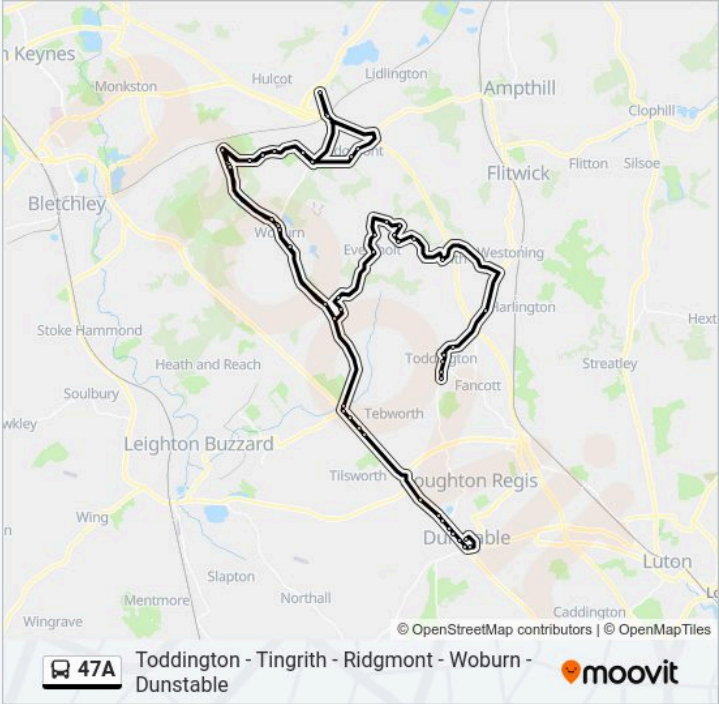 n Keynes
Hulcot
Lidlington
Monkston
Ampthill
Clophill
Flitwick
Flitton
Silsoe
Bletchley
Woburn
Westoning
Harlington
Stoke Hammond
Hext
Toddington
Heath and Reach
Streatley
Fancott
Soulbury
Tebworth
wkley
Leighton Buzzard
Tilsworth
oughton Regis
n
Wing
Dunstable
Luton
Slapton
Mentmore
Northall
Caddington
Wingrave
© OpenStreetMap contributors | © OpenMapTiles
47A
Toddington - Tingrith - Ridgmont - Woburn -
Dunstable
moovit